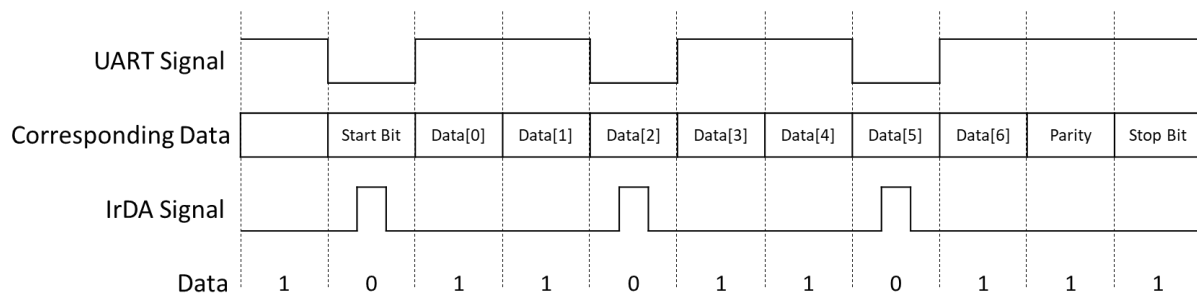 UART Signal
Corresponding Data Start Bit Data[0] Data[1] Data[2] Data[3] Data[4] Data[5] Data[6] Parity Stop Bit
IrDA Signal
Data 1 0 1 1 0 1 1 0 1 1 1